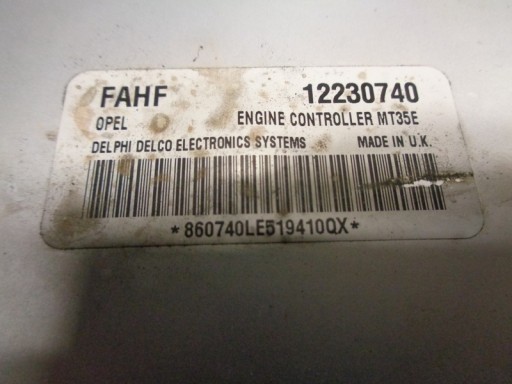 FAHF 12230740
OPEL ENGINE CONTROLLER MT35E
DELPHI DELCO ELECTRONICS SYSTEMS MADE IN U.K.
*860740LE519410QX*